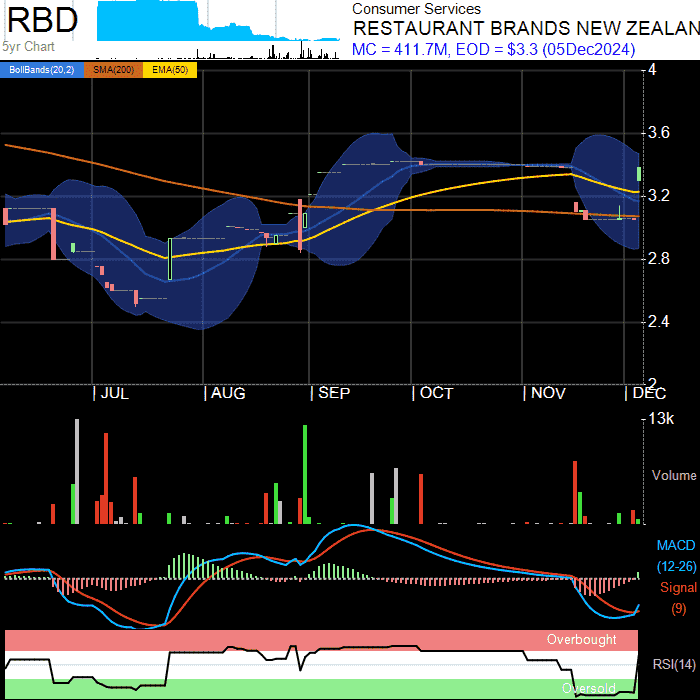 RBD
5yr Chart
Consumer Services
RESTAURANT BRANDS NEW ZEALAN
MC = 411.7M, EOD = $3.3 (05Dec2024)
BollBands(20,2) SMA(200) EMA(50)
4
3.6
3.2
2.8
2.4
2
JUL AUG SEP OCT NOV DEC
13k
Volume
MACD
(12-26)
Signal
(9)
Overbought
RSI(14)
Oversold